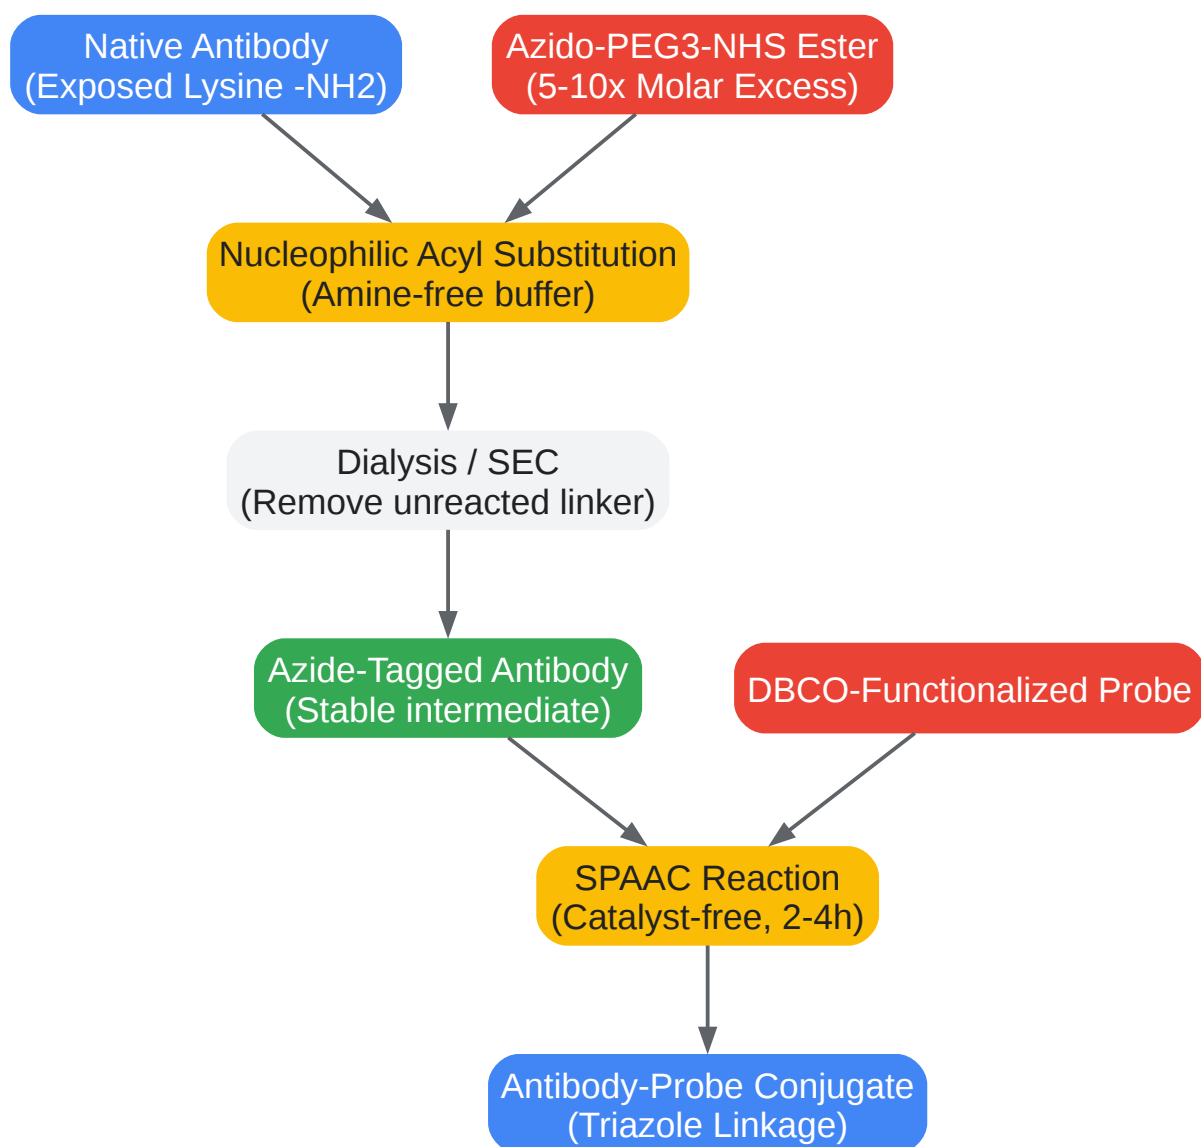 Native Antibody
(Exposed Lysine -NH2)
Azido-PEG3-NHS Ester
(5-10x Molar Excess)
Nucleophilic Acyl Substitution
(Amine-free buffer)
Dialysis / SEC
(Remove unreacted linker)
Azide-Tagged Antibody
(Stable intermediate)
DBCO-Functionalized Probe
SPAAC Reaction
(Catalyst-free, 2-4h)
Antibody-Probe Conjugate
(Triazole Linkage)